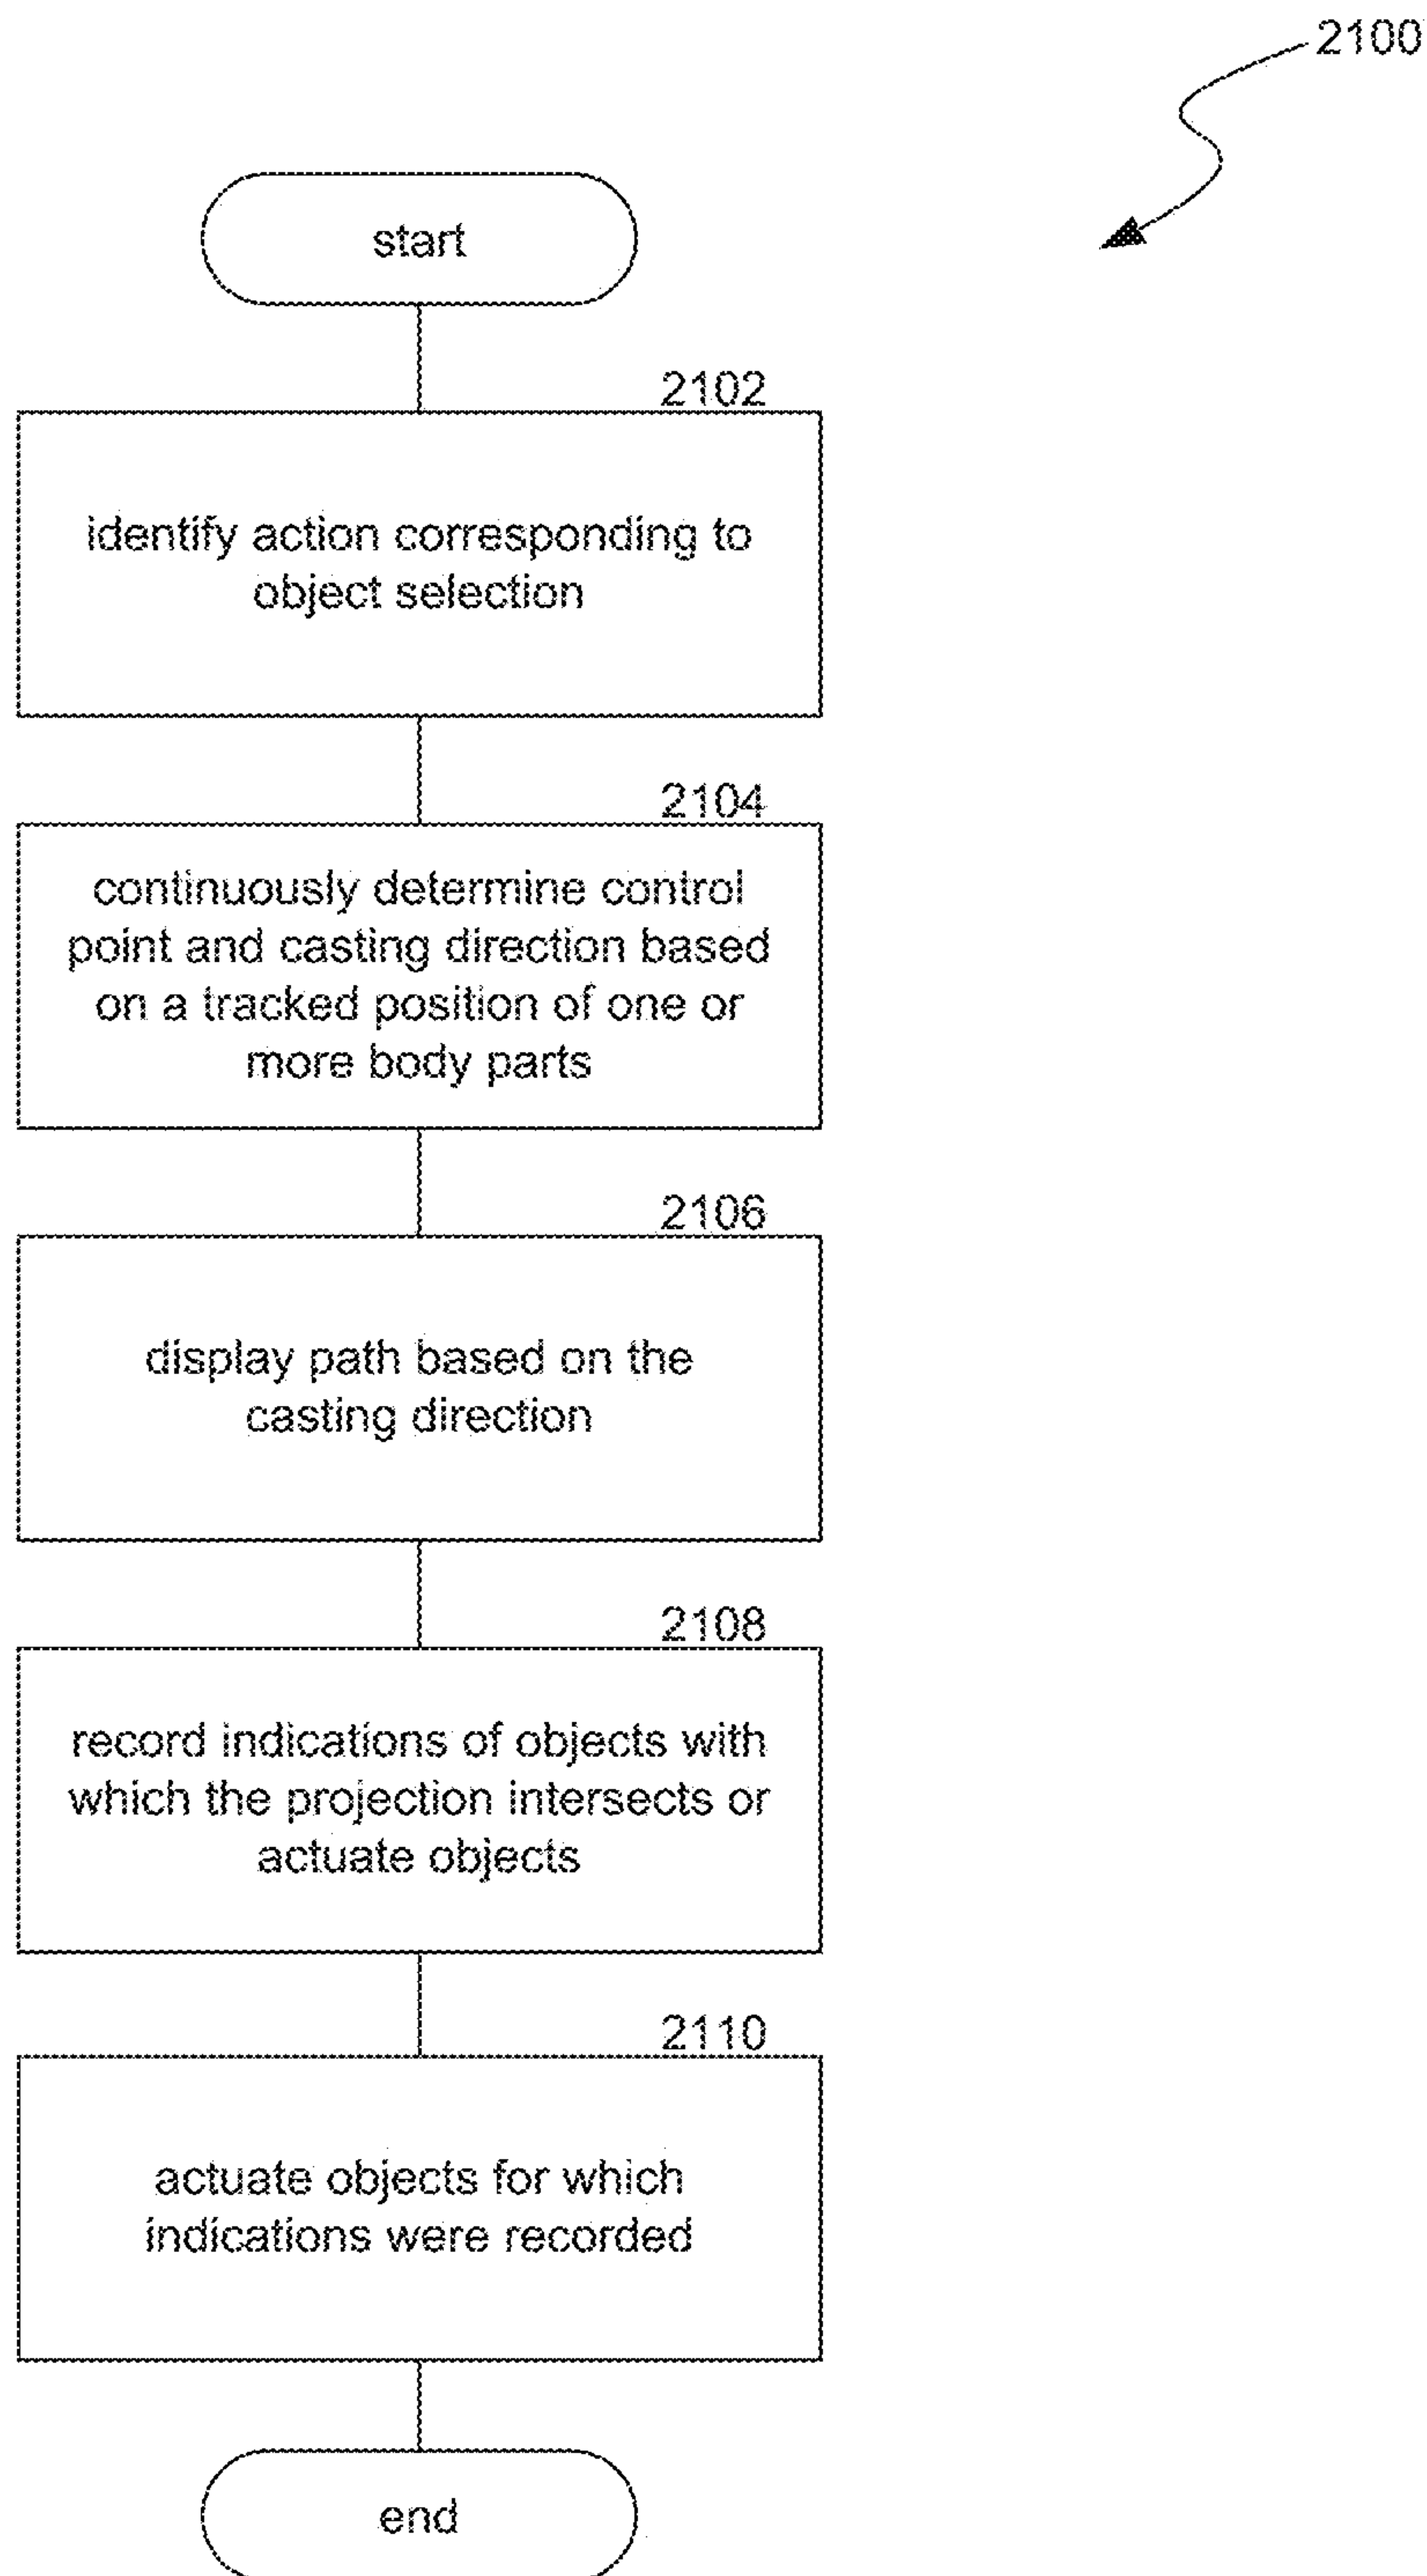 2100
start
2102
identify action corresponding to
object selection
2104
continuously determine control
point and casting direction based
on a tracked position of one or
more body parts
2106
display path based on the
casting direction
2108
record indications of objects with
which the projection intersects or
actuate objects
2110
actuate objects for which
indications were recorded
end